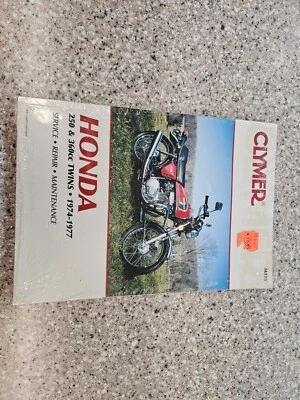 CLYMER
HONDA
250 & 360cc TWINS • 1974-1977
SERVICE • REPAIR • MAINTENANCE